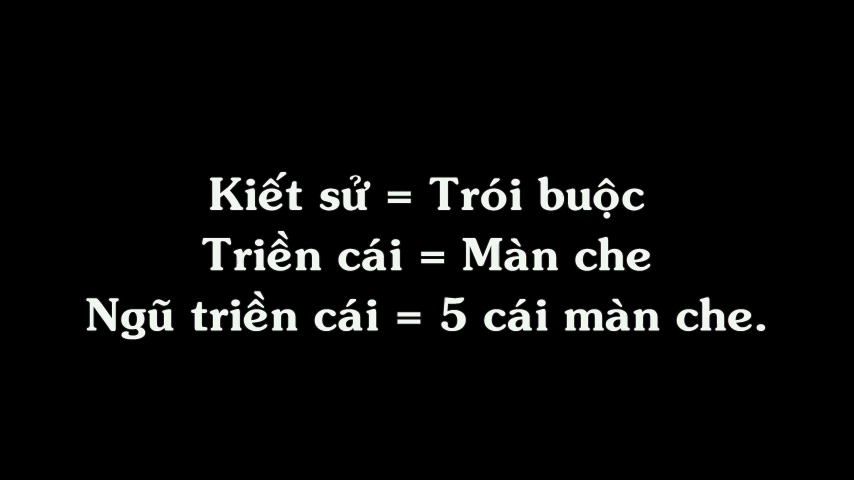 Kiết sử = Trói buộc
Triền cái = Màn che
Ngũ triền cái = 5 cái màn che.